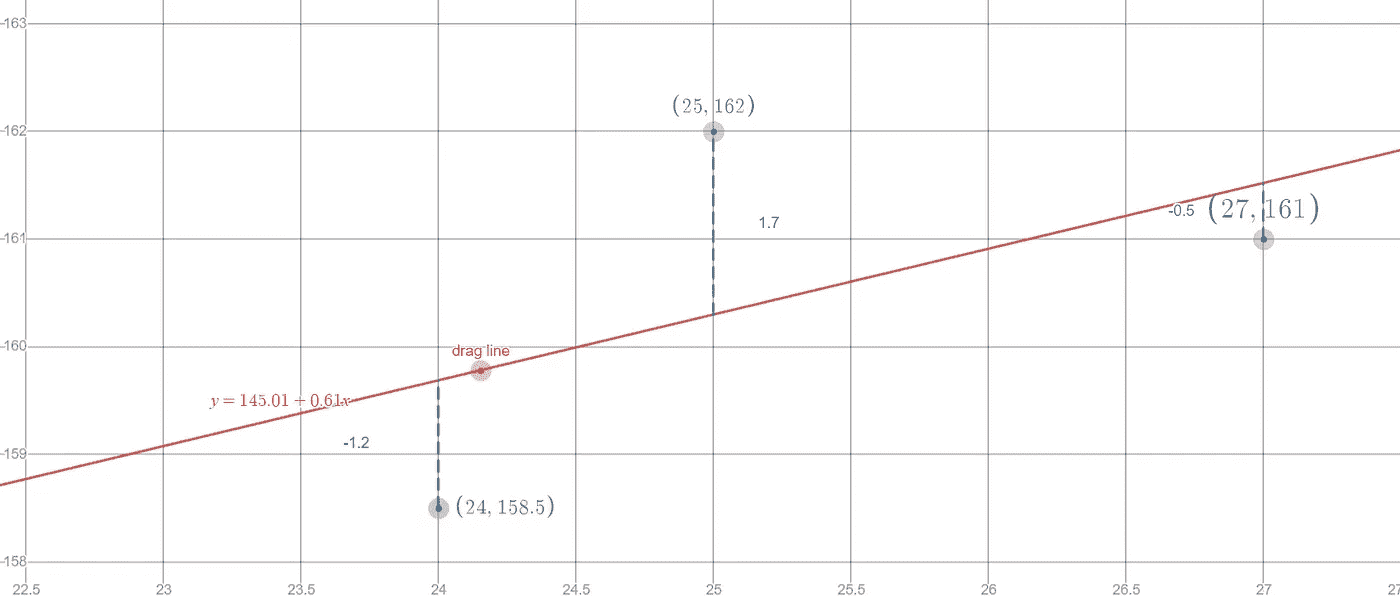 163
(25, 162)
162
1.7
-0.5 (27, 161)
161
drag line
160
y = 145.01 + 0.61x
-1.2
159
(24, 158.5)
158
22.5 23 23.5 24 24.5 25 25.5 26 26.5 27